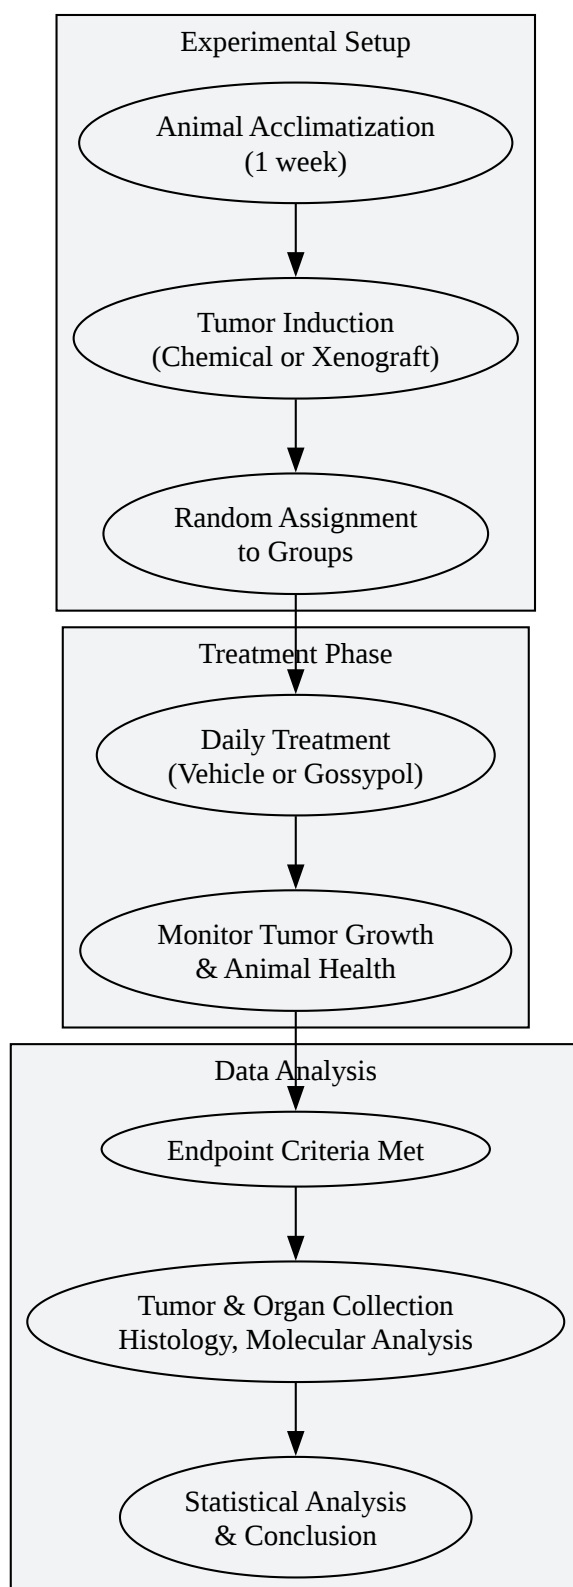 Experimental Setup
Animal Acclimatization
(1 week)
Tumor Induction
(Chemical or Xenograft)
Random Assignment
to Groups
Treatment Phase
Daily Treatment
(Vehicle or Gossypol)
Monitor Tumor Growth
& Animal Health
Data Analysis
Endpoint Criteria Met
Tumor & Organ Collection
Histology, Molecular Analysis
Statistical Analysis
& Conclusion